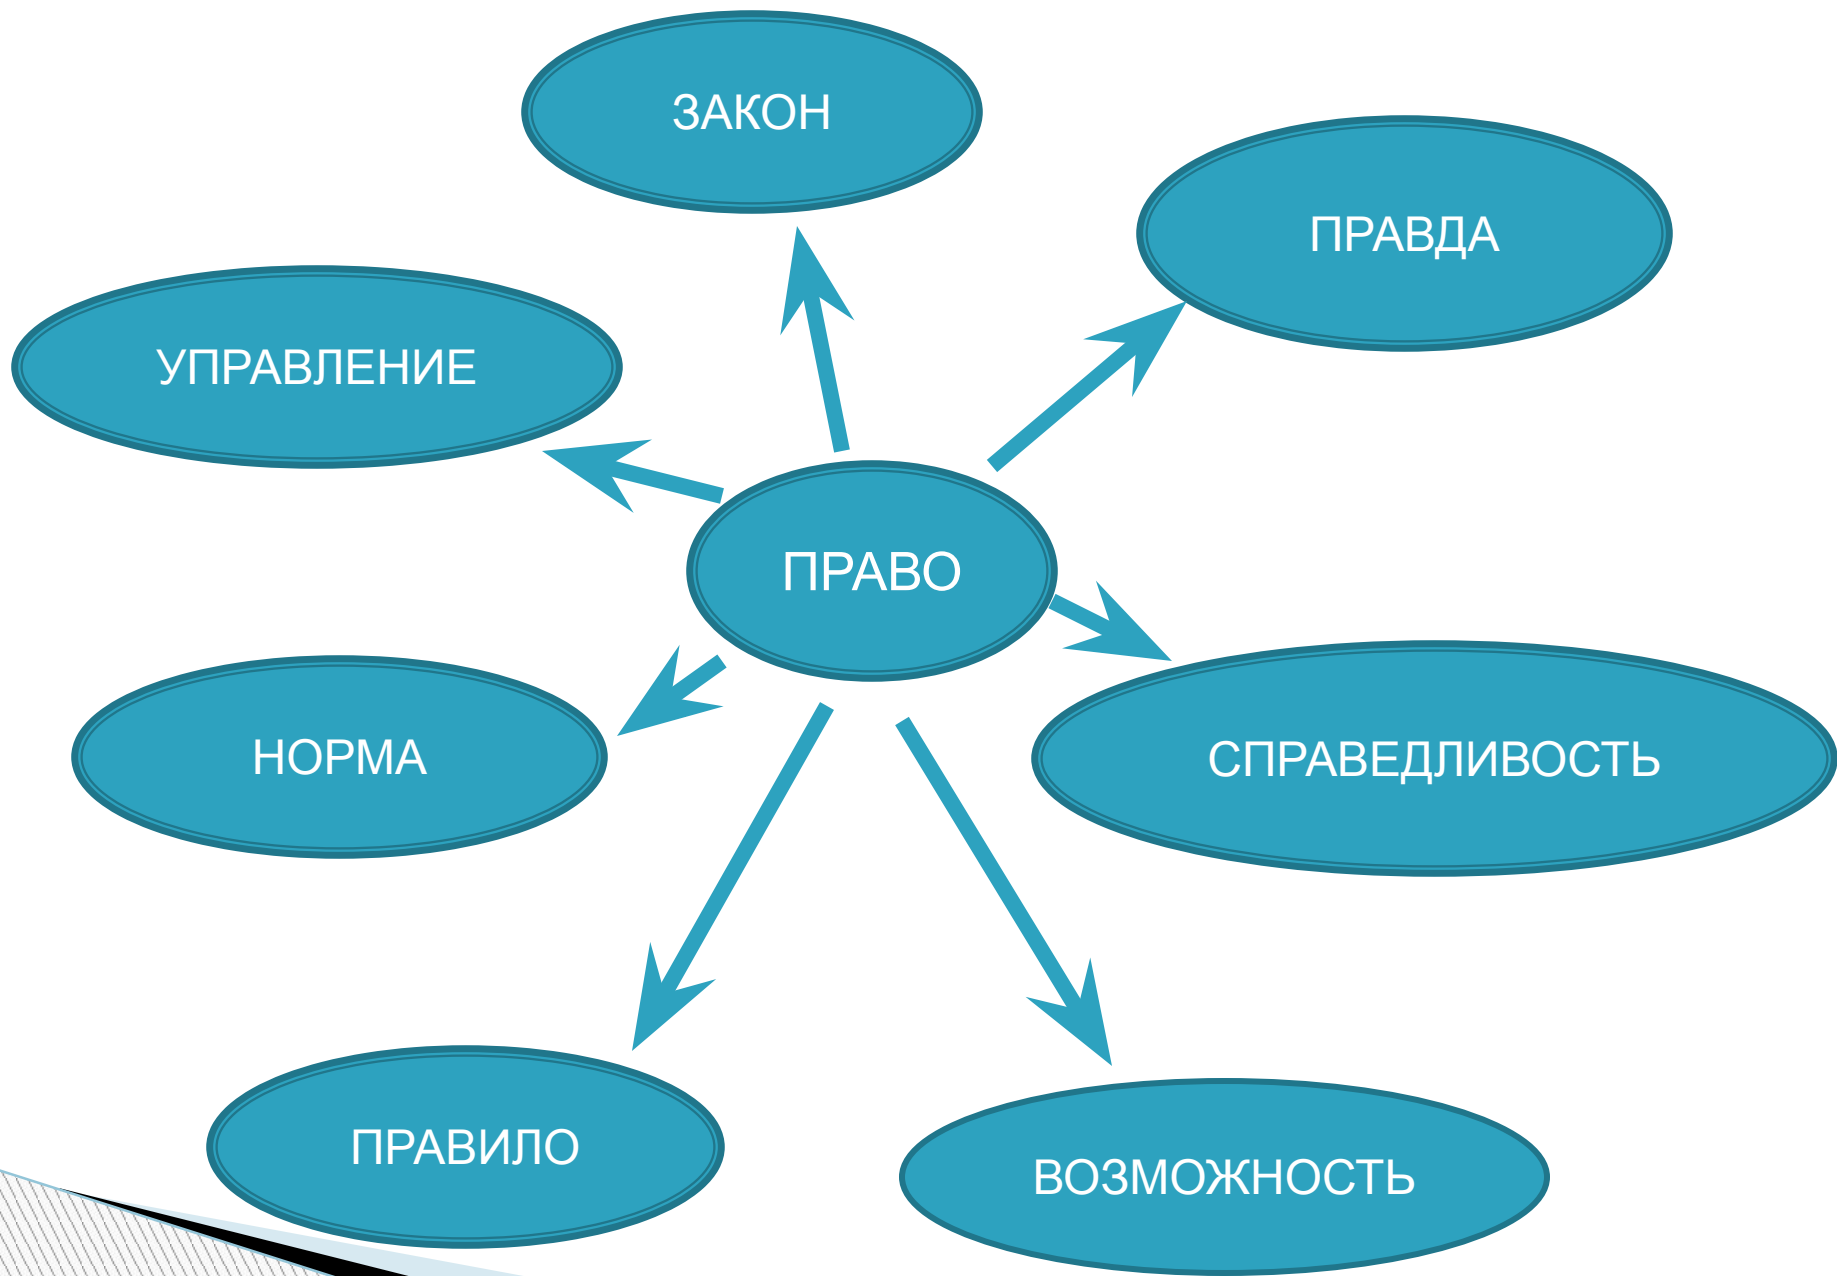 ЗАКОН
ПРАВДА
УПРАВЛЕНИЕ
ПРАВО
НОРМА
СПРАВЕДЛИВОСТЬ
ПРАВИЛО
ВОЗМОЖНОСТЬ